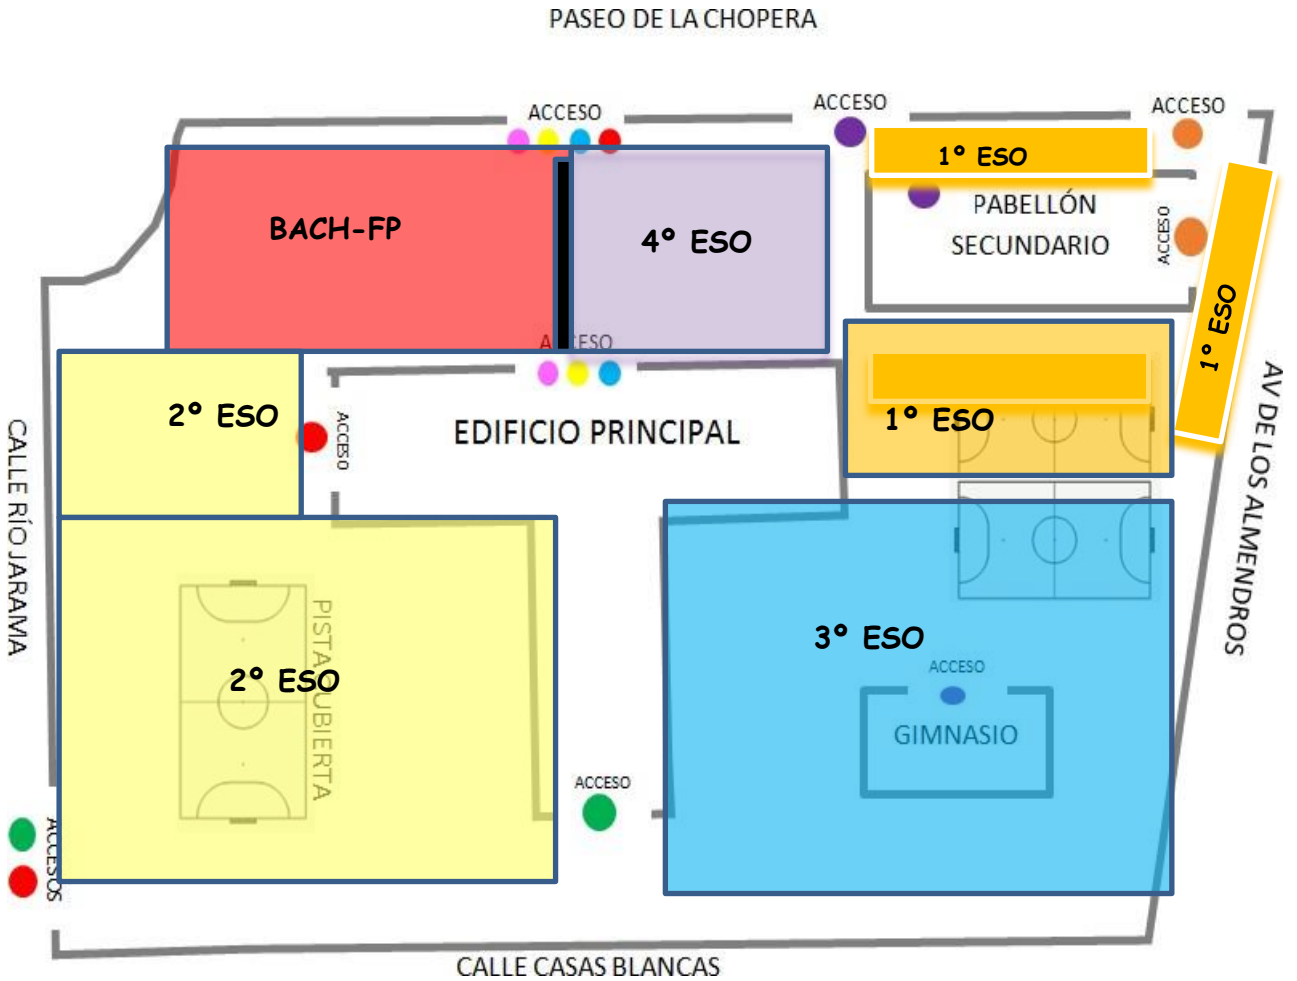 PASEO DE LA CHOPERA
ACCESO
ACCESO
ACCESO
1º ESO
BACH-FP
4º ESO
PABELLÓN
SECUNDARIO
ACCESO
1º ESO
ACCESO
2º ESO
ACCESO
EDIFICIO PRINCIPAL
1º ESO
CALLE RÍO JARAMA
AV DE LOS ALMENDROS
2º ESO
PISTA CUBIERTA
3º ESO
ACCESO
GIMNASIO
ACCESO
ACCESOS
CALLE CASAS BLANCAS